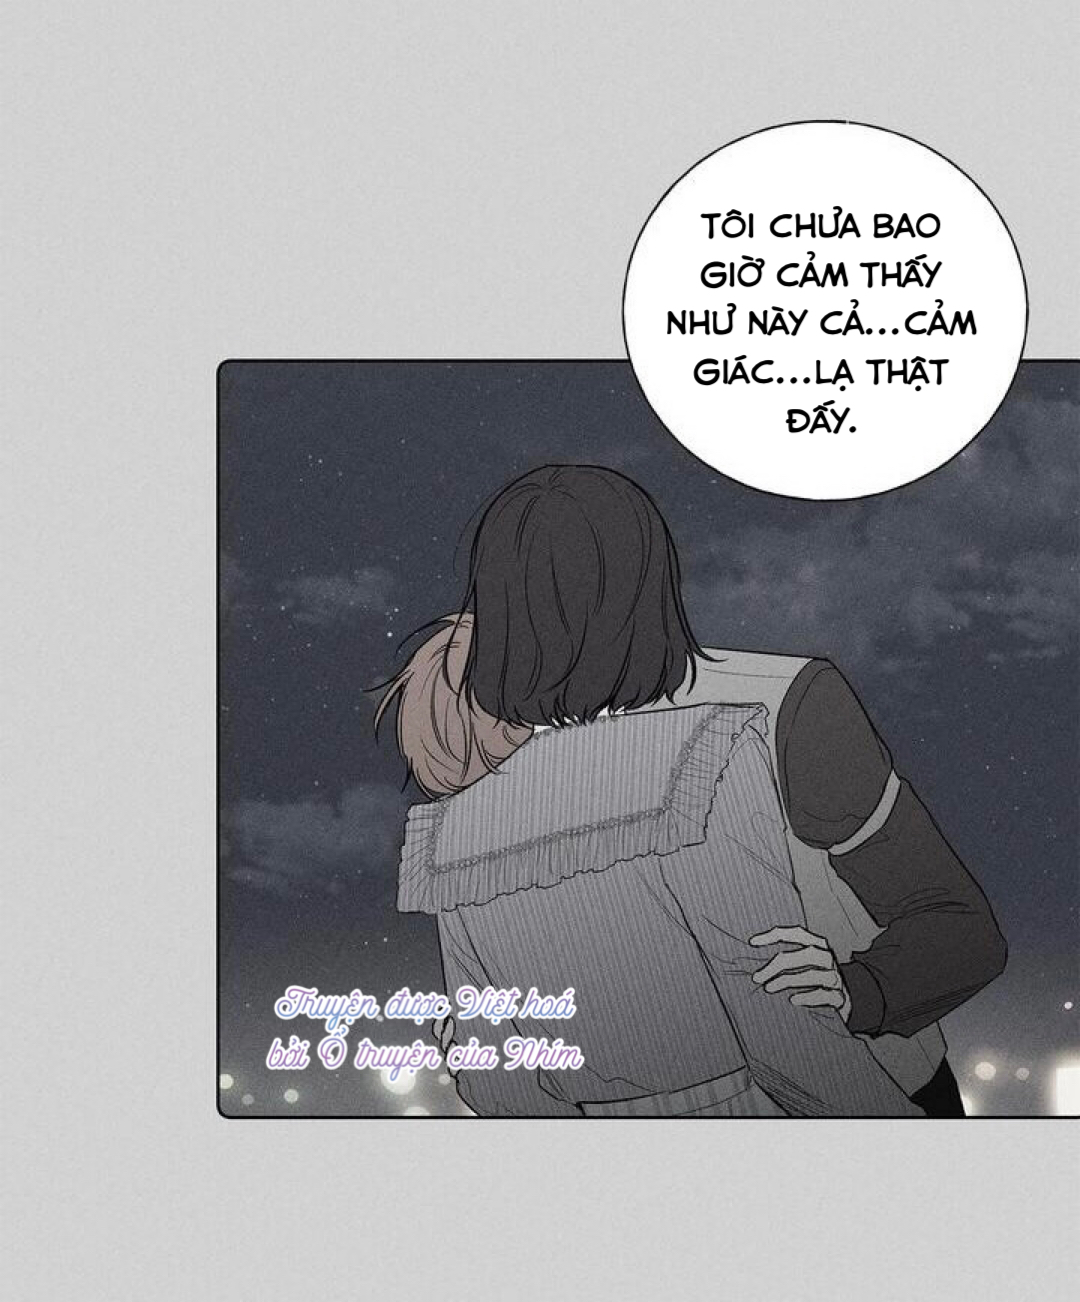 TÔI CHƯA BAO
GIỜ CẢM THẤY
NHƯ NÀY CẢ...CẢM
GIÁC...LẠ THẬT
ĐẤY.
Truyện được Việt hoá
bởi Ổ truyện của Nhím